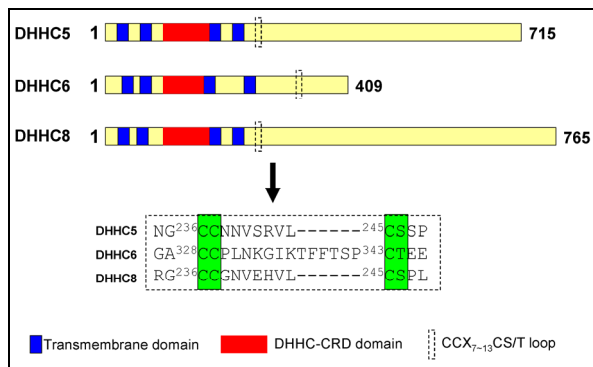 DHHC5 1 715
DHHC6 1 409
DHHC8 1 765
DHHC5 NG236CCNNVSRVL------245CSSP
DHHC6 GA328CCPLNKGIKTFFTSP343CTEE
DHHC8 RG236CCGNVEHVL------245CSPL
Transmembrane domain DHHC-CRD domain CCX7~13CS/T loop